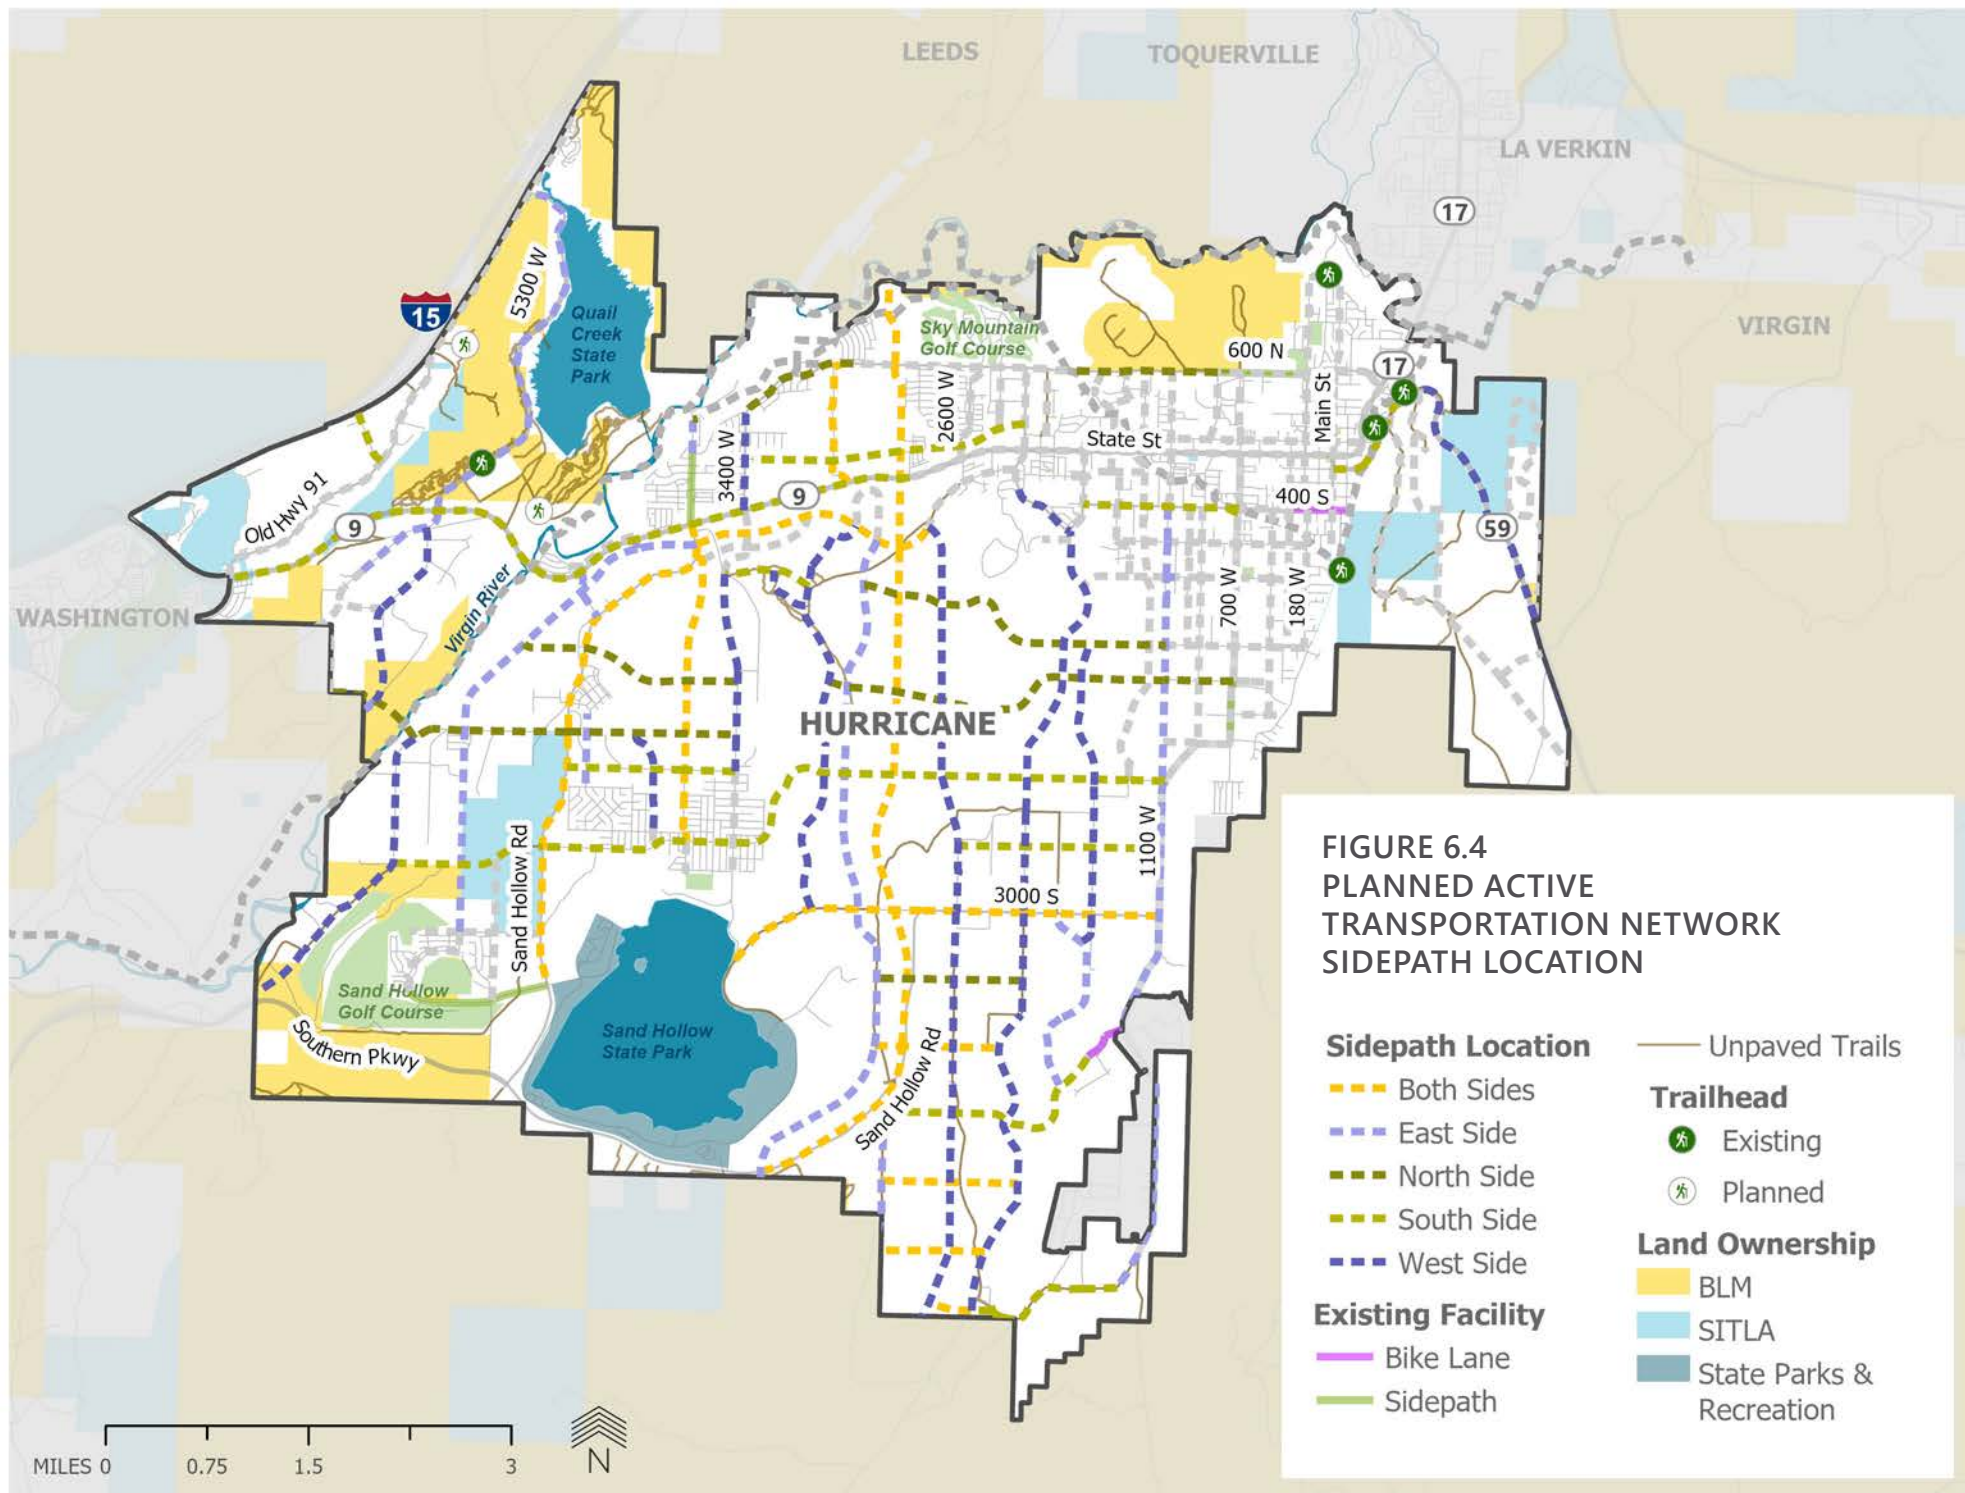 LEEDS
TOQUERVILLE
LA VERKIN
17
VIRGIN
15
5300 W
Quail
Creek
State
Park
Sky Mountain
Golf Course
600 N
17
2600 W
Main St
State St
3400 W
9
400 S
Old Hwy 91
9
59
WASHINGTON
Virgin River
700 W
180 W
HURRICANE
1100 W
Sand Hollow Rd
3000 S
Sand Hollow
Golf Course
Southern Pkwy
Sand Hollow
State Park
Sand Hollow Rd
FIGURE 6.4
PLANNED ACTIVE
TRANSPORTATION NETWORK
SIDEPATH LOCATION
Sidepath Location
Both Sides
East Side
North Side
South Side
West Side
Existing Facility
Bike Lane
Sidepath
Unpaved Trails
Trailhead
Existing
Planned
Land Ownership
BLM
SITLA
State Parks &
Recreation
MILES 0 0.75 1.5 3
N